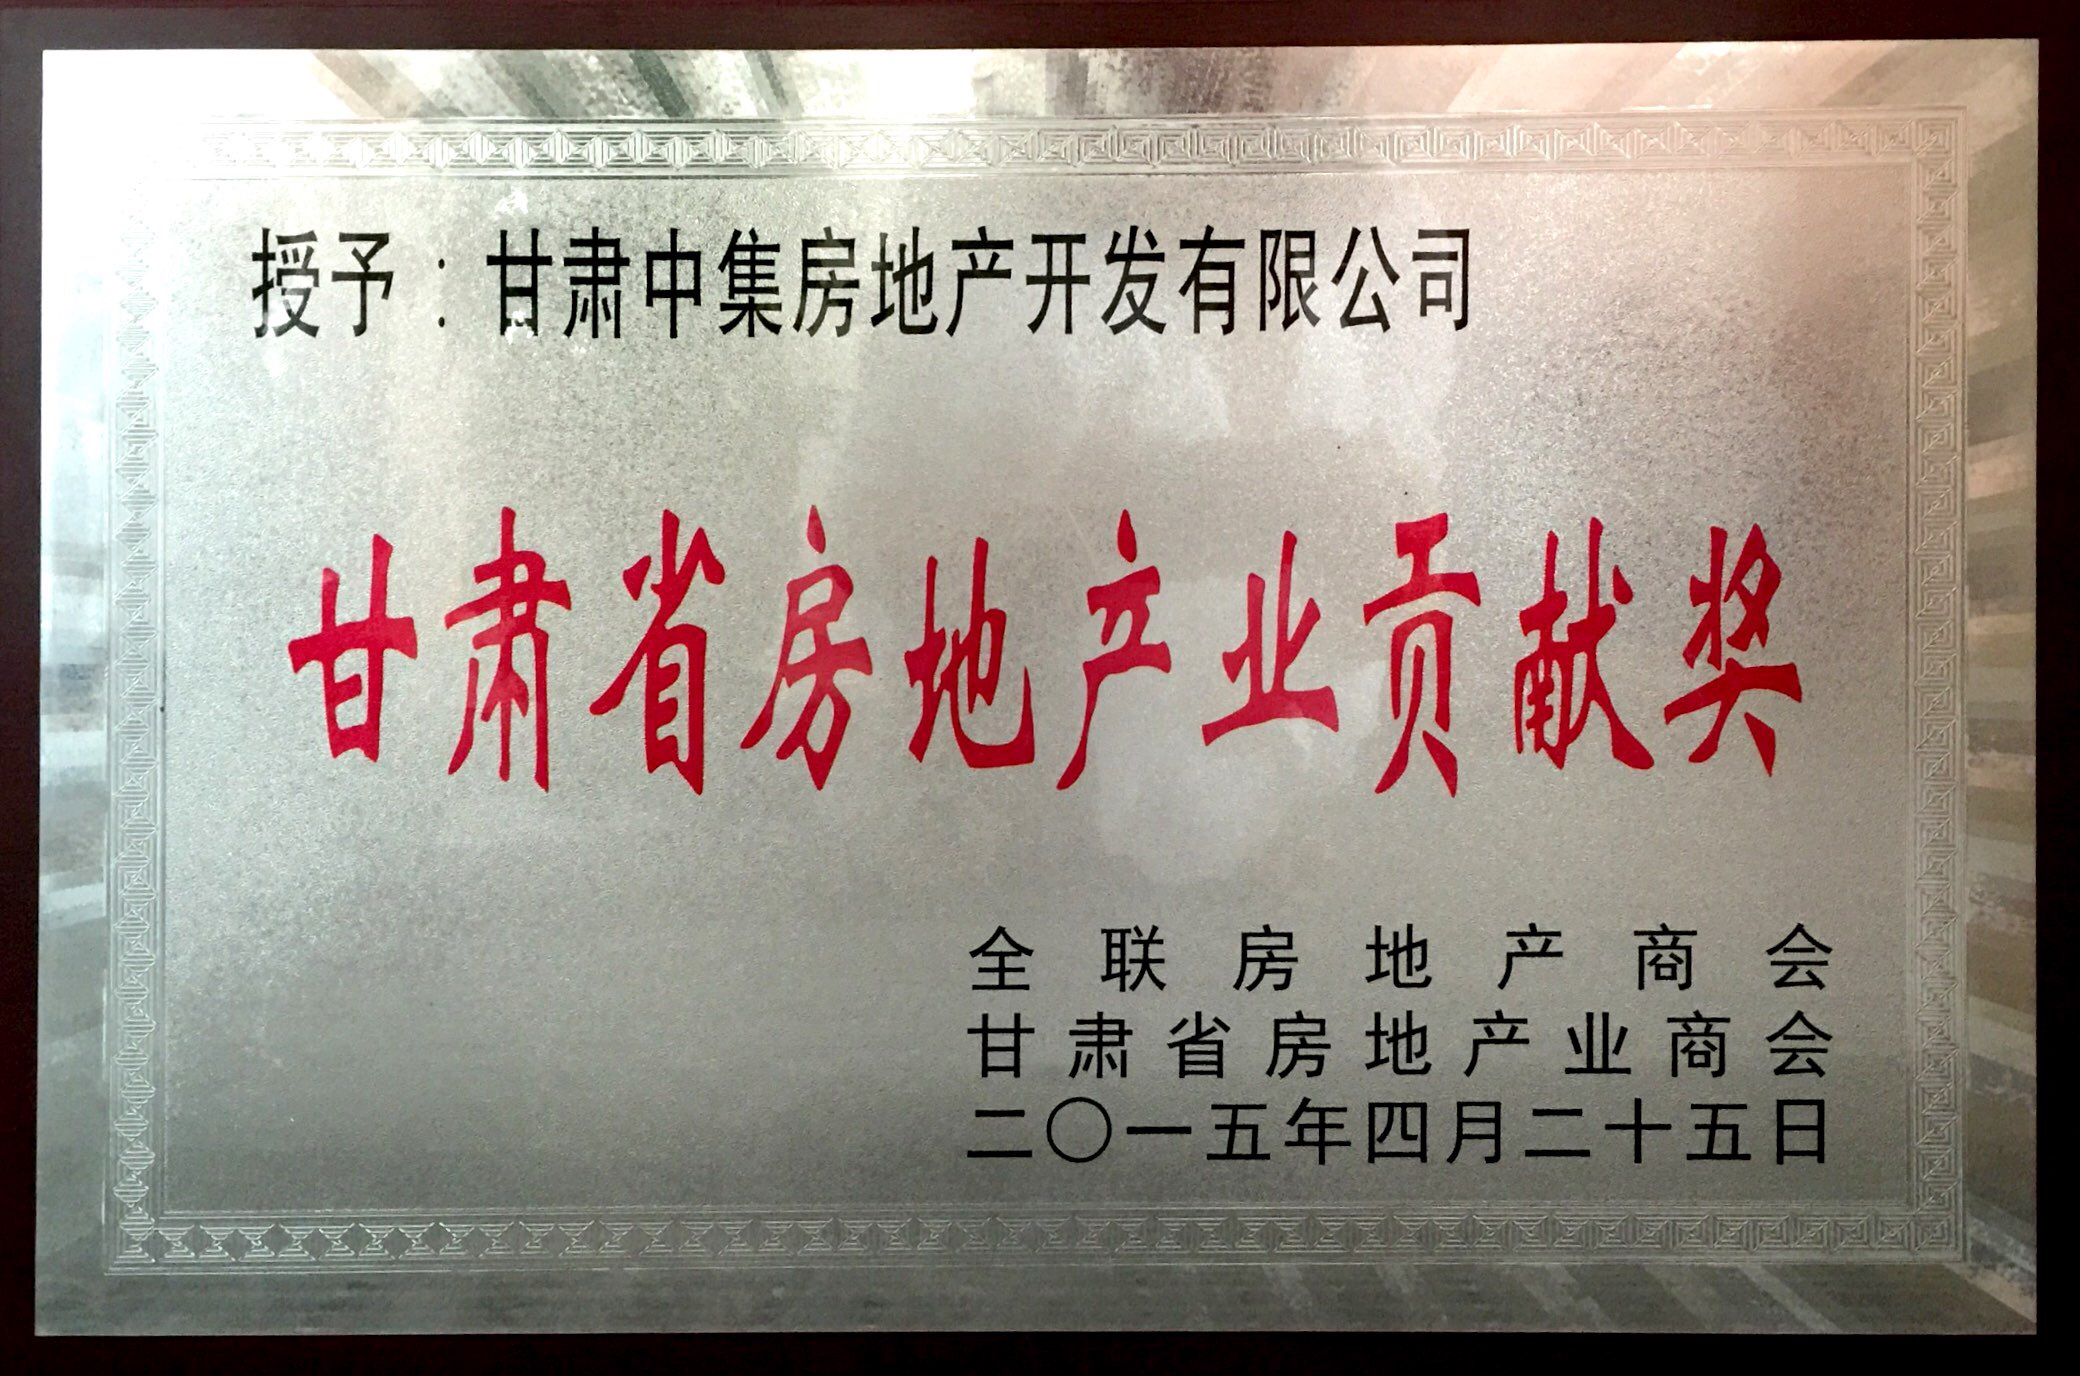 授予：甘肃中集房地产开发有限公司
甘肃省房地产业贡献奖
全联房地产商会
甘肃省房地产业商会
二〇一五年四月二十五日